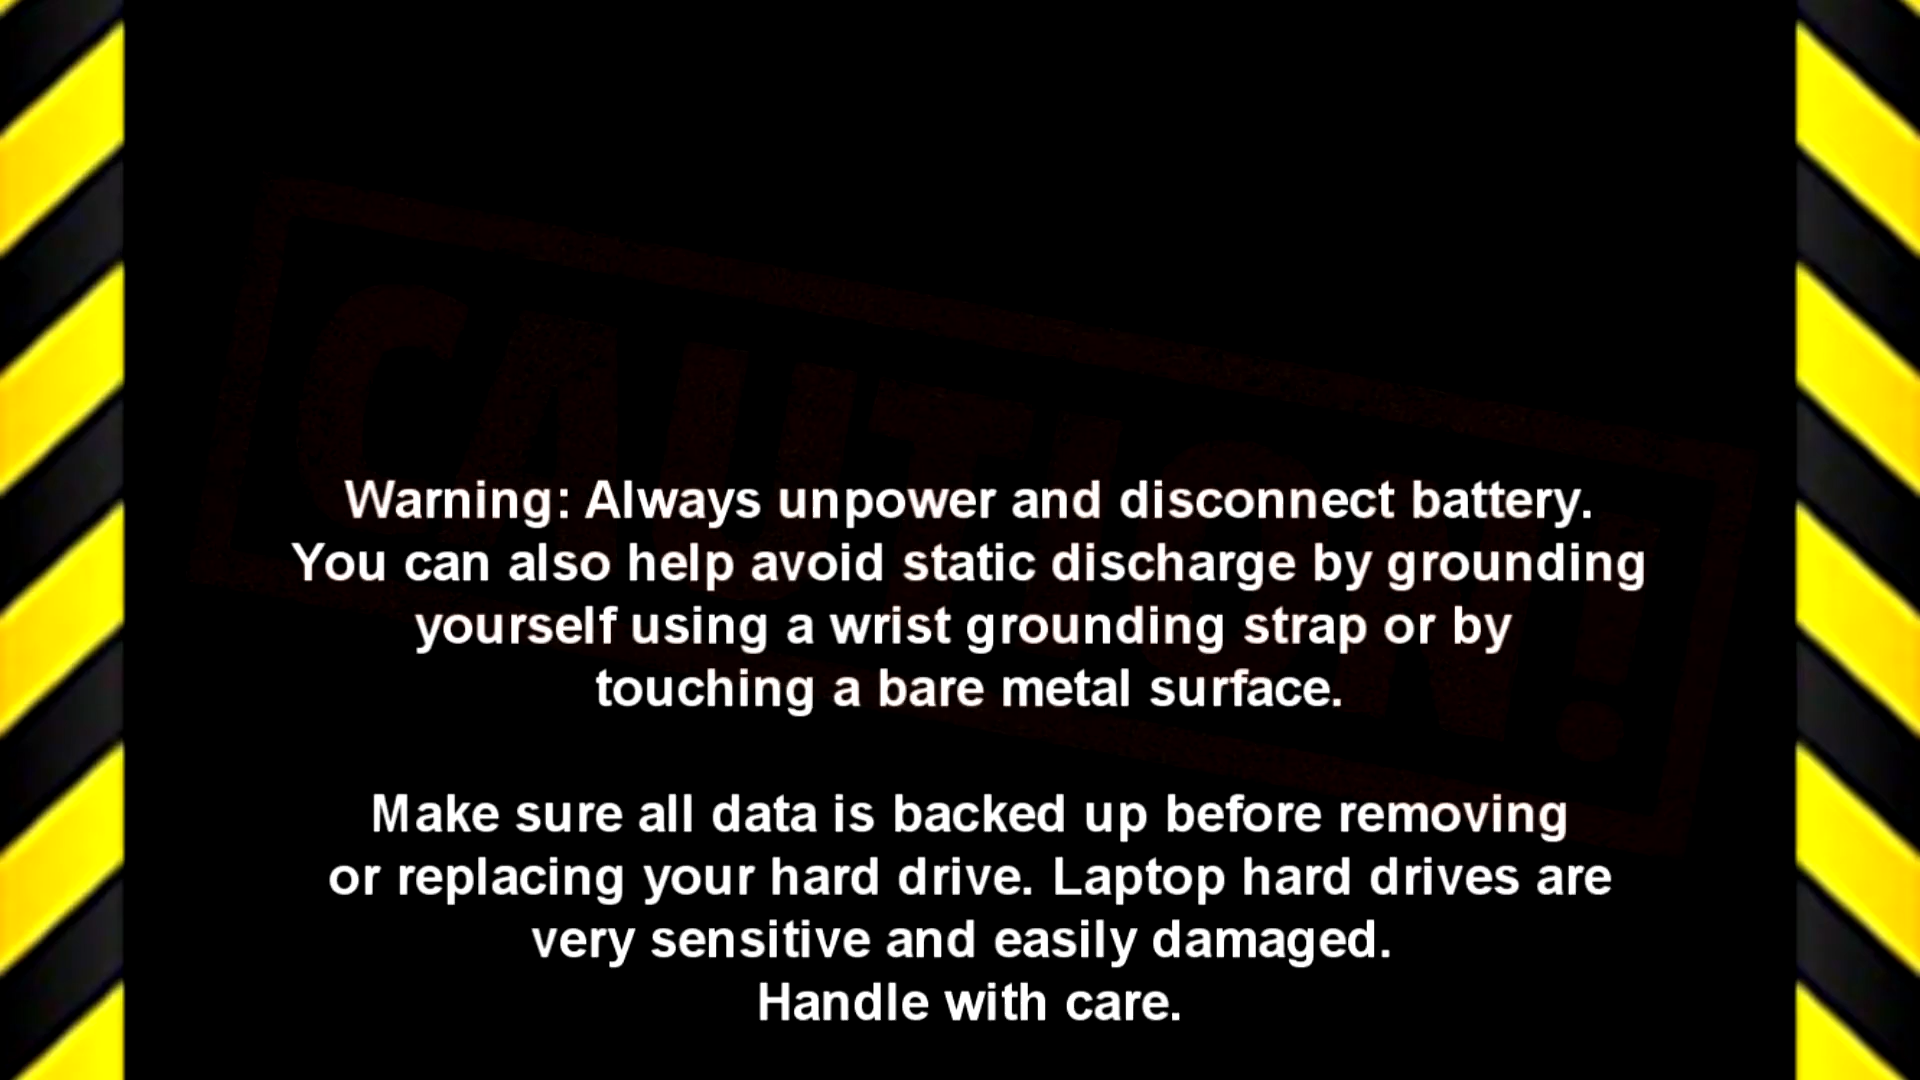 CAUTION!
Warning: Always unpower and disconnect battery.
You can also help avoid static discharge by grounding
yourself using a wrist grounding strap or by
touching a bare metal surface.
Make sure all data is backed up before removing
or replacing your hard drive. Laptop hard drives are
very sensitive and easily damaged.
Handle with care.